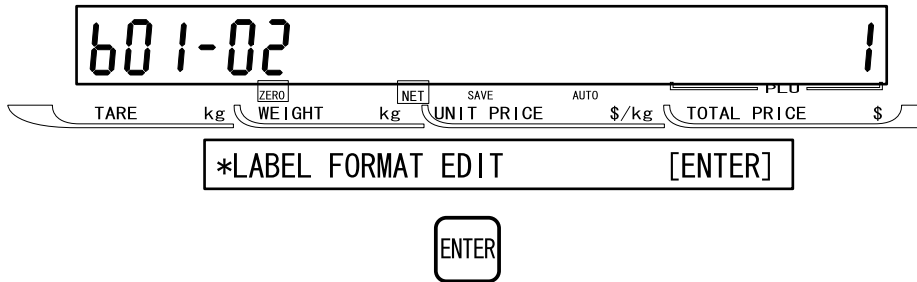 b01-02 1
ZERO NET SAVE AUTO PLU
TARE kg WEIGHT kg UNIT PRICE $/kg TOTAL PRICE $
*LABEL FORMAT EDIT [ENTER]
ENTER